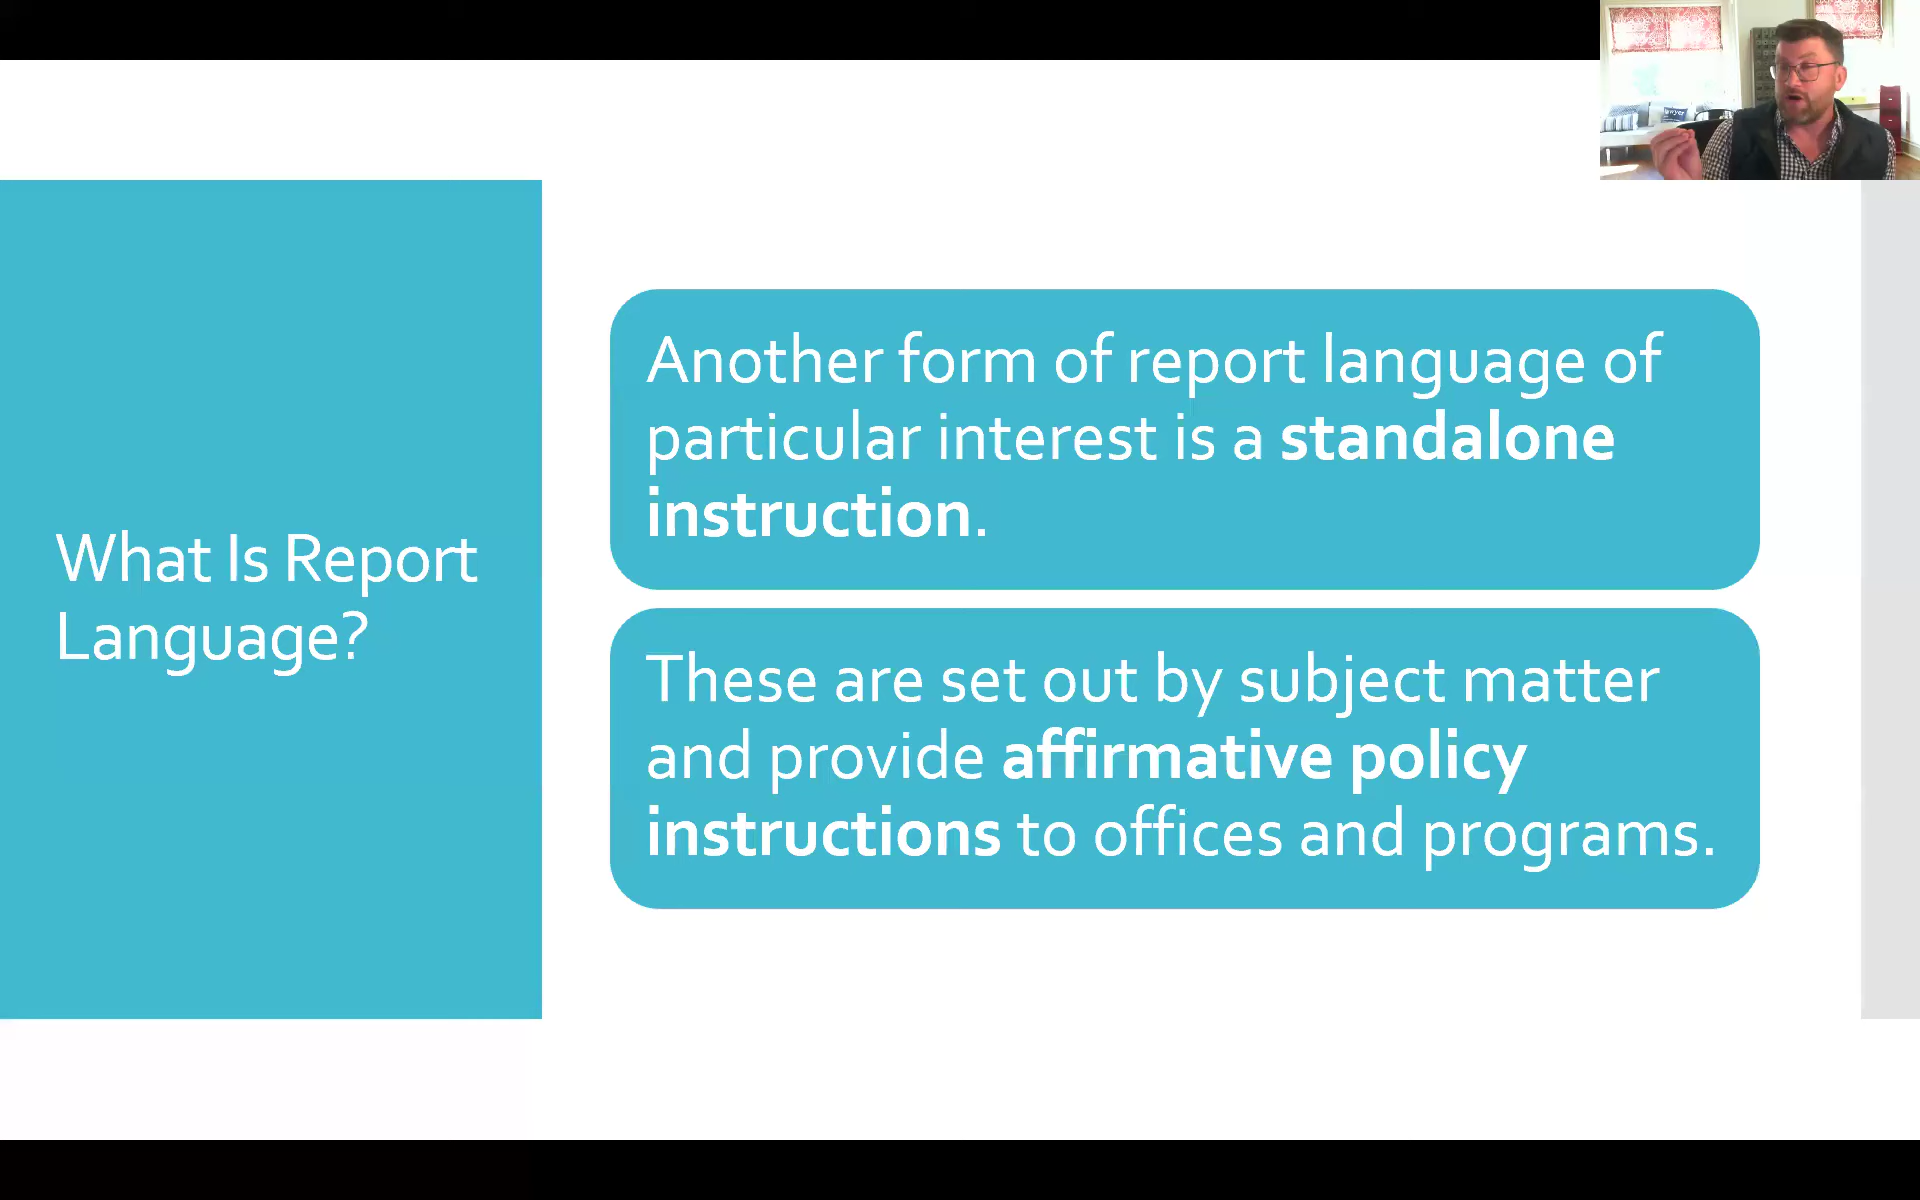 What Is Report
Language?
Another form of report language of
particular interest is a standalone
instruction.
These are set out by subject matter
and provide affirmative policy
instructions to offices and programs.